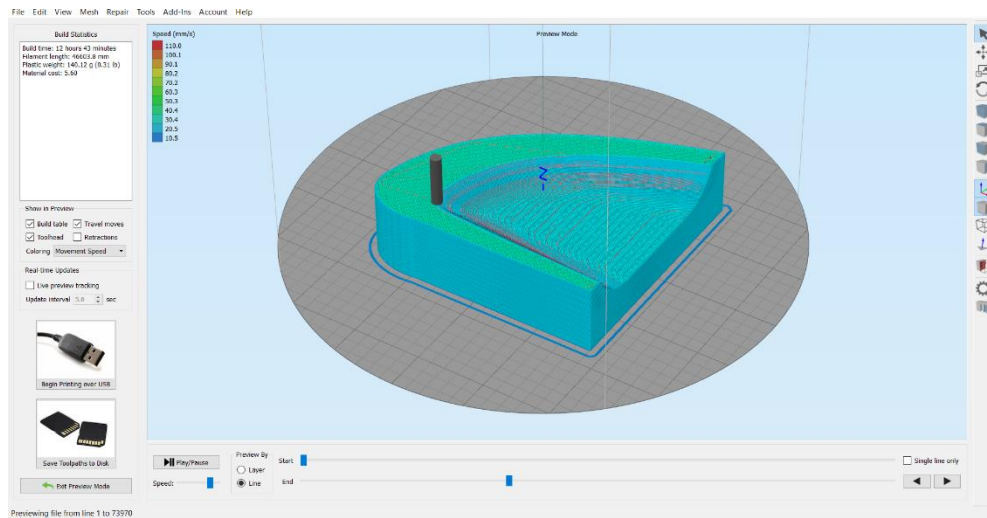 File Edit View Mesh Repair Tools Add-Ins Account Help
Build Statistics
Build time: 12 hours 43 minutes
Filament length: 46603.8 mm
Plastic weight: 140.12 g (0.31 lb)
Material cost: 5.60
Show in Preview
Build table
Travel moves
Toolhead
Retractions
Coloring Movement Speed
Real-time Updates
Live preview tracking
Update interval 5.0 sec
Begin Printing over USB
Save Toolpaths to Disk
Exit Preview Mode
Speed (mm/s)
110.0
100.1
90.1
80.2
70.2
60.3
50.3
40.4
30.4
20.5
10.5
Preview Mode
Z
Play/Pause
Speed:
Preview By
Layer
Line
Start
End
Single line only
Previewing file from line 1 to 73970